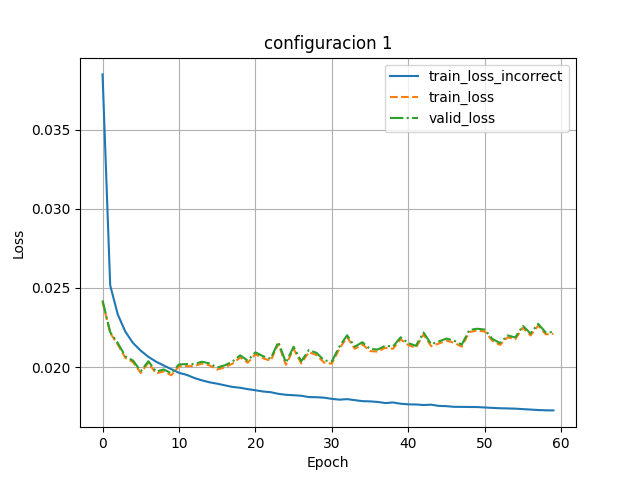 configuracion 1
train_loss_incorrect
train_loss
valid_loss
Loss
0.035
0.030
0.025
0.020
0 10 20 30 40 50 60
Epoch